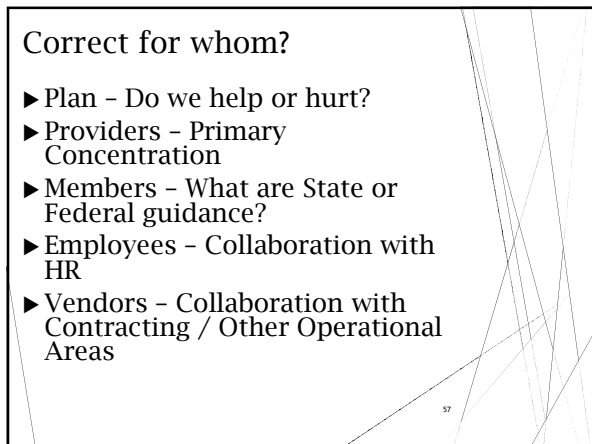 Correct for whom?
▶Plan – Do we help or hurt?
▶Providers – Primary
Concentration
▶Members – What are State or
Federal guidance?
▶Employees – Collaboration with
HR
▶Vendors – Collaboration with
Contracting / Other Operational
Areas
57